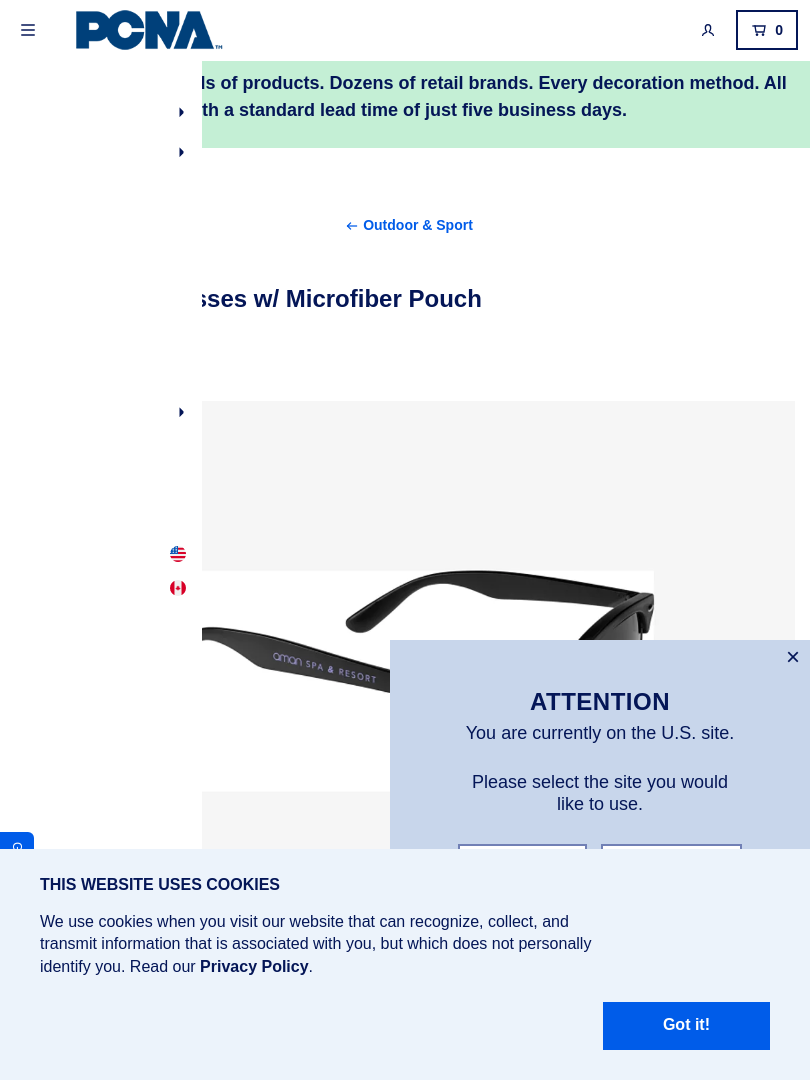 PCNA™
0
ls of products. Dozens of retail brands. Every decoration method. All
th a standard lead time of just five business days.
Outdoor & Sport
sses w/ Microfiber Pouch
aman SPA & RESORT
ATTENTION
You are currently on the U.S. site.
Please select the site you would
like to use.
THIS WEBSITE USES COOKIES
We use cookies when you visit our website that can recognize, collect, and
transmit information that is associated with you, but which does not personally
identify you. Read our Privacy Policy.
Got it!